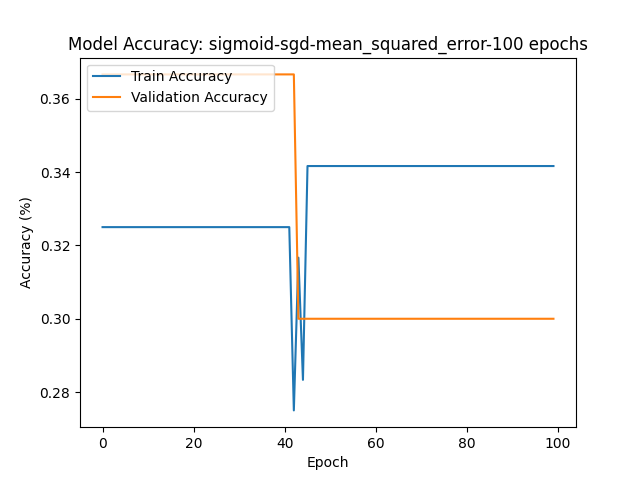 Model Accuracy: sigmoid-sgd-mean_squared_error-100 epochs
Train Accuracy
Validation Accuracy
0.36
0.34
0.32
0.30
0.28
Accuracy (%)
0 20 40 60 80 100
Epoch